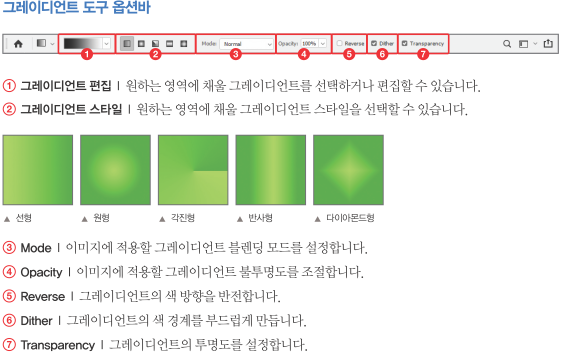 그레이디언트 도구 옵션바
Mode: Normal Opacity: 100% Reverse Dither Transparency
1 2 3 4 5 6 7
① 그레이디언트 편집 | 원하는 영역에 채울 그레이디언트를 선택하거나 편집할 수 있습니다.
② 그레이디언트 스타일 | 원하는 영역에 채울 그레이디언트 스타일을 선택할 수 있습니다.
▲ 선형 ▲ 원형 ▲ 각진형 ▲ 반사형 ▲ 다이아몬드형
③ Mode | 이미지에 적용할 그레이디언트 블렌딩 모드를 설정합니다.
④ Opacity | 이미지에 적용할 그레이디언트 불투명도를 조절합니다.
⑤ Reverse | 그레이디언트의 색 방향을 반전합니다.
⑥ Dither | 그레이디언트의 색 경계를 부드럽게 만듭니다.
⑦ Transparency | 그레이디언트의 투명도를 설정합니다.